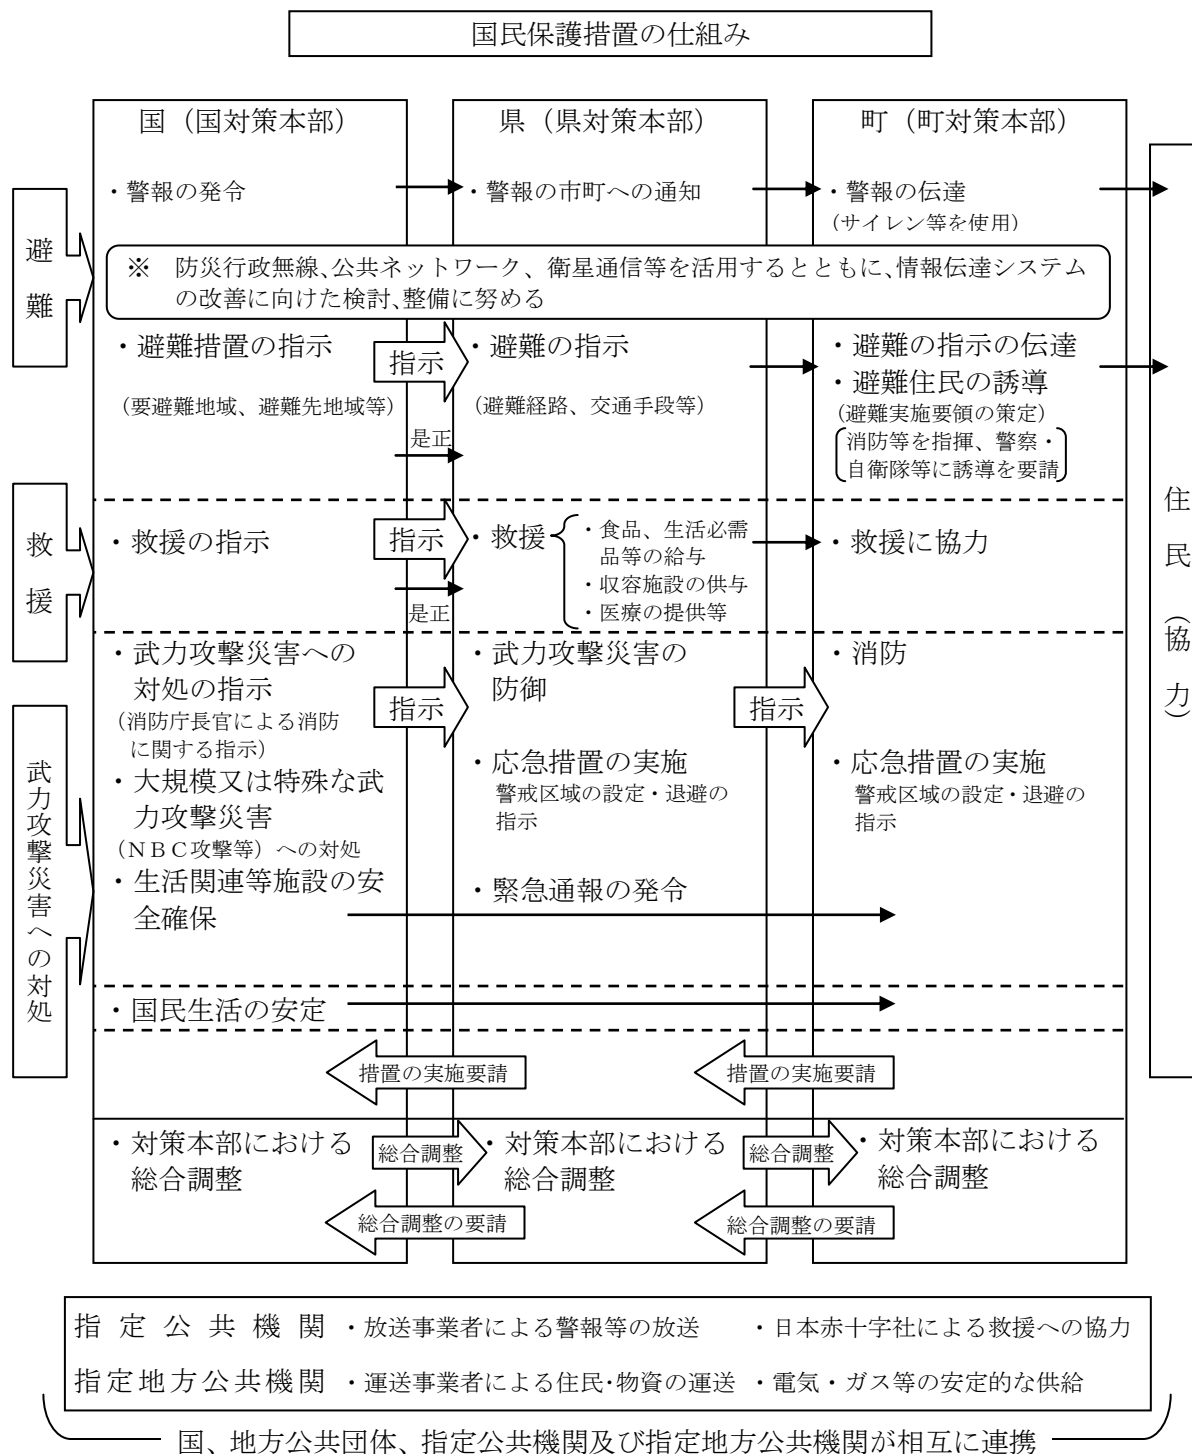 国民保護措置の仕組み
国（国対策本部）
県（県対策本部）
町（町対策本部）
避難
・警報の発令
・警報の市町への通知
・警報の伝達
（サイレン等を使用）
※ 防災行政無線、公共ネットワーク、衛星通信等を活用するとともに、情報伝達システム
の改善に向けた検討、整備に努める
・避難措置の指示
指示
・避難の指示
・避難の指示の伝達
・避難住民の誘導
（要避難地域、避難先地域等）
（避難経路、交通手段等）
（避難実施要領の策定）
是正
消防等を指揮、警察・
自衛隊等に誘導を要請
救援
・救援の指示
指示
・救援
・食品、生活必需
品等の給与
・収容施設の供与
・医療の提供等
・救援に協力
是正
住民（協力）
武力攻撃災害への対処
・武力攻撃災害への
対処の指示
（消防庁長官による消防
に関する指示）
・大規模又は特殊な武
力攻撃災害
（ＮＢＣ攻撃等）への対処
・生活関連等施設の安
全確保
指示
・武力攻撃災害の
防御
・応急措置の実施
警戒区域の設定・退避の
指示
・緊急通報の発令
指示
・消防
・応急措置の実施
警戒区域の設定・退避の
指示
・国民生活の安定
措置の実施要請
措置の実施要請
・対策本部における
総合調整
総合調整
・対策本部における
総合調整
総合調整
・対策本部における
総合調整
総合調整の要請
総合調整の要請
指定公共機関 ・放送事業者による警報等の放送 ・日本赤十字社による救援への協力
指定地方公共機関 ・運送事業者による住民･物資の運送 ・電気・ガス等の安定的な供給
国、地方公共団体、指定公共機関及び指定地方公共機関が相互に連携